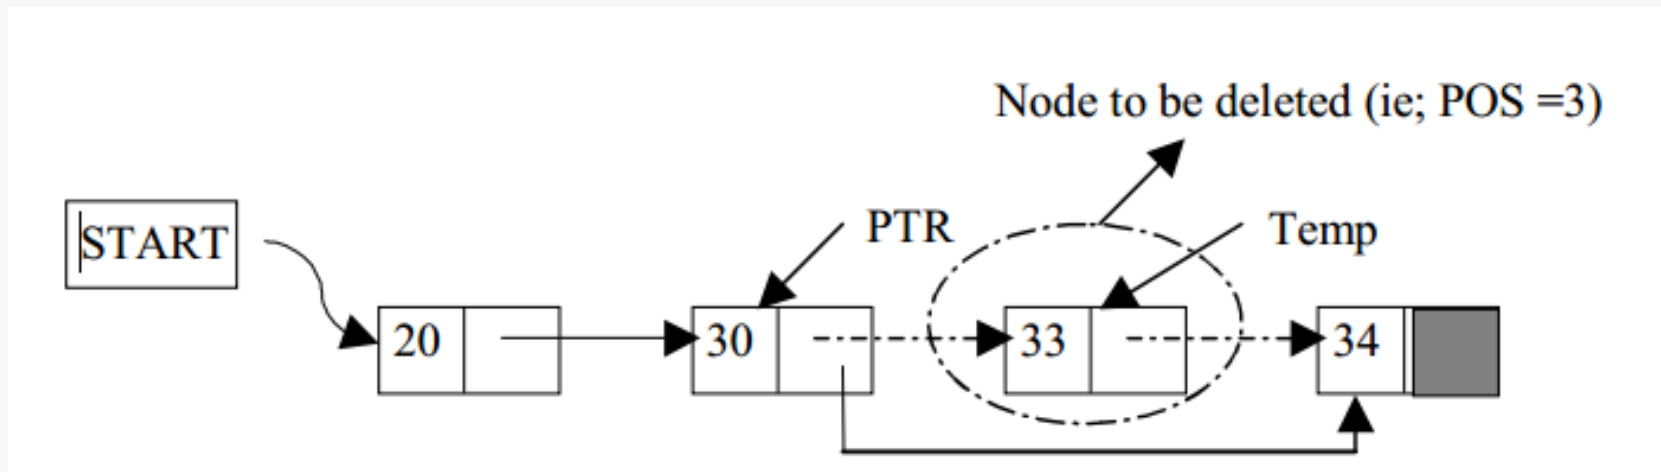 Node to be deleted (ie; POS =3)
START
PTR
Temp
20
30
33
34